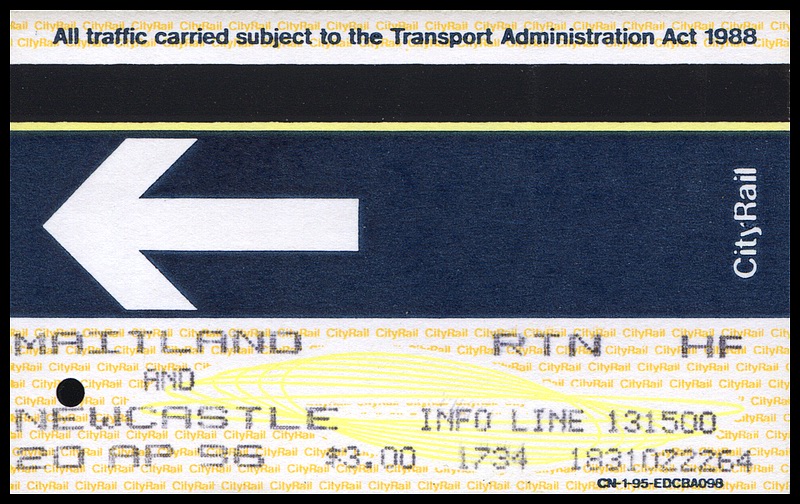 All traffic carried subject to the Transport Administration Act 1988
CityRail
MAITLAND RTN HF
AND
NEWCASTLE INFO LINE 131500
20 AP 96 $3.00 1734 1831022264
CN-1-95-EDCBA098